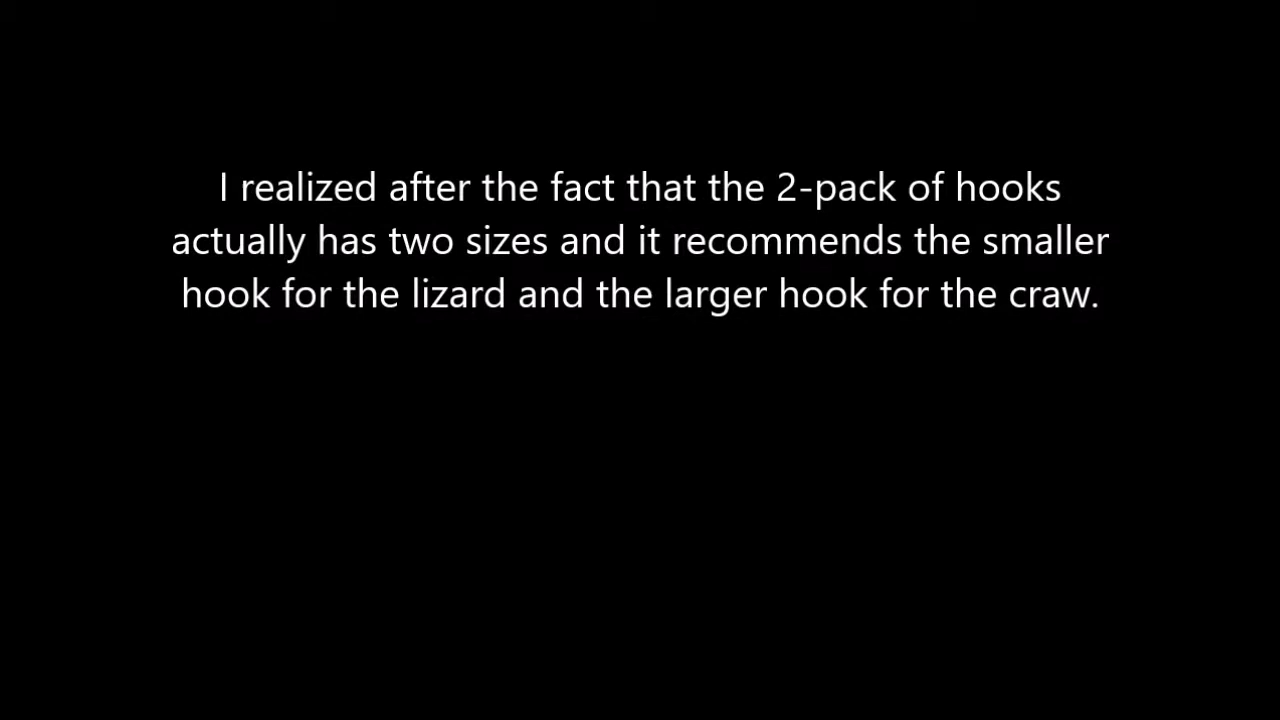 I realized after the fact that the 2-pack of hooks
actually has two sizes and it recommends the smaller
hook for the lizard and the larger hook for the craw.